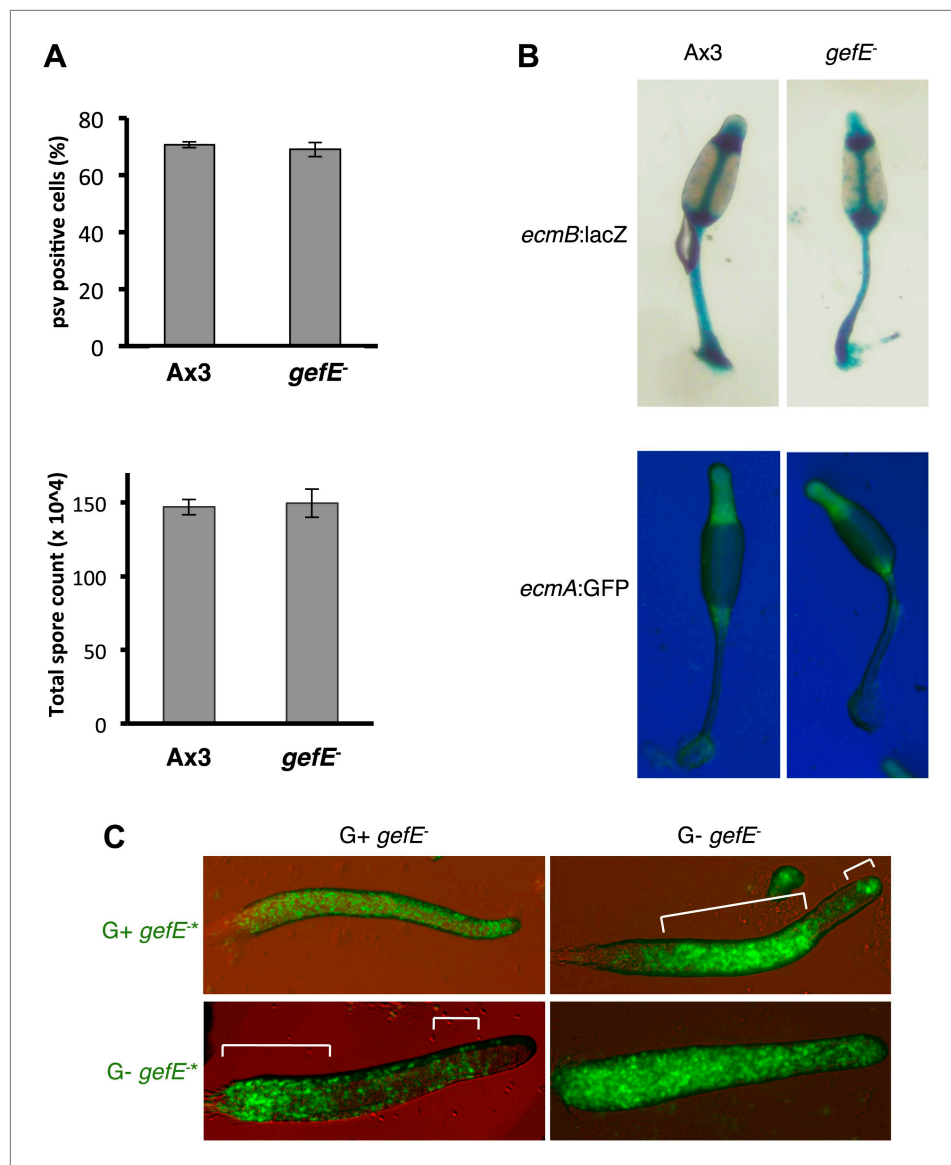 A
80
60
40
20
0
psv positive cells (%)
Ax3
gefE-
150
100
50
0
Total spore count (x 10^4)
Ax3
gefE-
B
Ax3
gefE-
ecmB:lacZ
ecmA:GFP
C
G+ gefE-
G- gefE-
G+ gefE-*
G- gefE-*